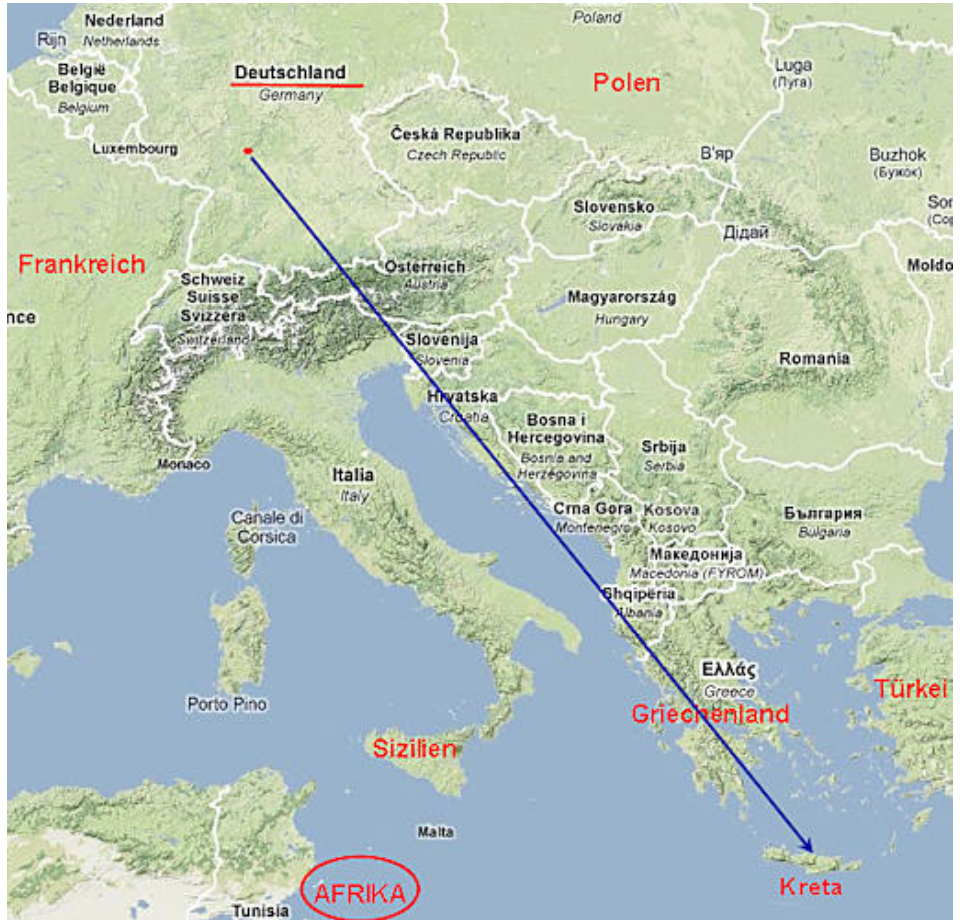 Nederland
Netherlands
Rijn
België
Belgique
Belgium
Luxembourg
Deutschland
Germany
Poland
Polen
Luga
(Луга)
Česká Republika
Czech Republic
В'яр
Buzhok
(Бужок)
Son
(Сор
Slovensko
Slovakia
Дідай
Moldo
Frankreich
nce
Schweiz
Suisse
Svizzera
Switzerland
Österreich
Austria
Magyarország
Hungary
Slovenija
Slovenia
Romania
Hrvatska
Croatia
Bosna i
Hercegovina
Bosnia and
Herzegovina
Srbija
Serbia
Monaco
Italia
Italy
Canale di
Corsica
Crna Gora
Montenegro
Kosova
Kosovo
България
Bulgaria
Македонија
Macedonia (FYROM)
Shqipëria
Albania
Porto Pino
Ελλάς
Greece
Griechenland
Türkei
Sizilien
Malta
AFRIKA
Tunisia
Kreta